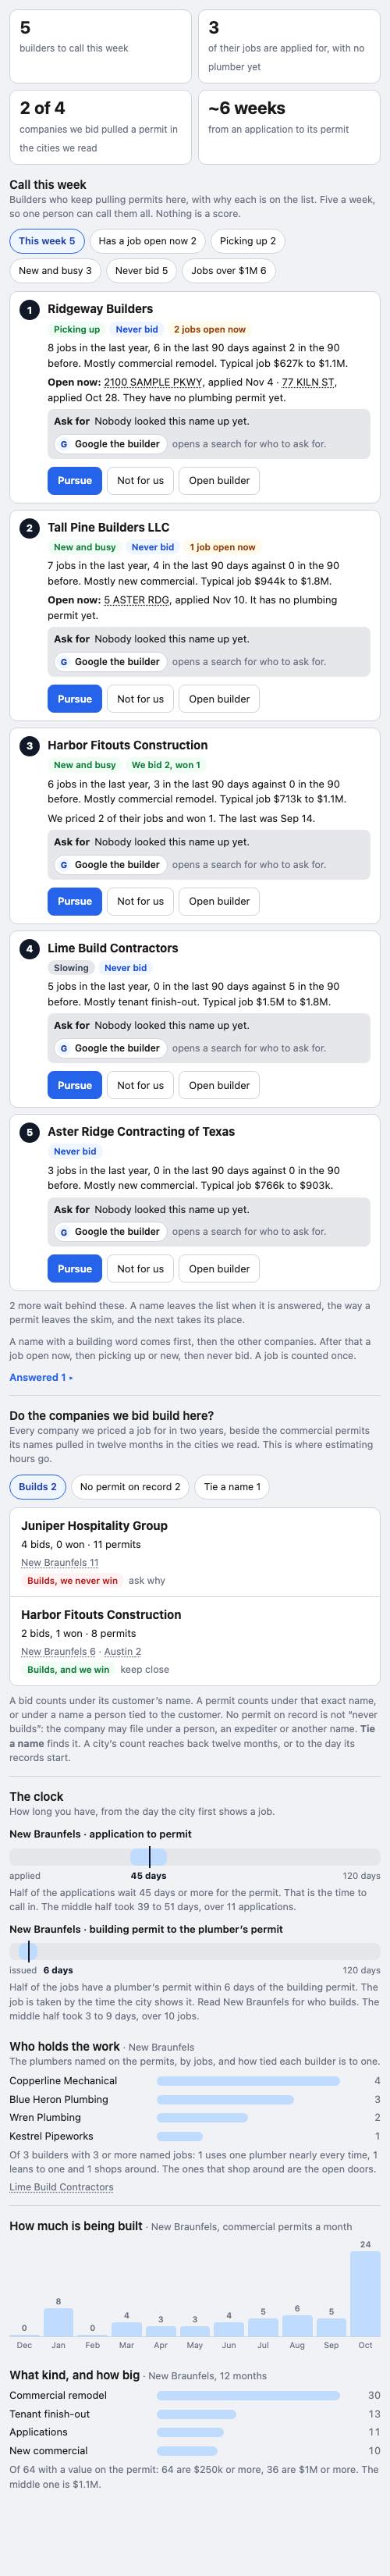 5
builders to call this week
3
of their jobs are applied for, with no
plumber yet
2 of 4
companies we bid pulled a permit in
the cities we read
~6 weeks
from an application to its permit
Call this week
Builders who keep pulling permits here, with why each is on the list. Five a week,
so one person can call them all. Nothing is a score.
This week 5
Has a job open now 2
Picking up 2
New and busy 3
Never bid 5
Jobs over $1M 6
1
Ridgeway Builders
Picking up
Never bid
2 jobs open now
8 jobs in the last year, 6 in the last 90 days against 2 in the 90
before. Mostly commercial remodel. Typical job $627k to $1.1M.
Open now: 2100 SAMPLE PKWY, applied Nov 4 · 77 KILN ST,
applied Oct 28. They have no plumbing permit yet.
Ask for Nobody looked this name up yet.
G Google the builder opens a search for who to ask for.
Pursue
Not for us
Open builder
2
Tall Pine Builders LLC
New and busy
Never bid
1 job open now
7 jobs in the last year, 4 in the last 90 days against 0 in the 90
before. Mostly new commercial. Typical job $944k to $1.8M.
Open now: 5 ASTER RDG, applied Nov 10. It has no plumbing
permit yet.
Ask for Nobody looked this name up yet.
G Google the builder opens a search for who to ask for.
Pursue
Not for us
Open builder
3
Harbor Fitouts Construction
New and busy
We bid 2, won 1
6 jobs in the last year, 3 in the last 90 days against 0 in the 90
before. Mostly commercial remodel. Typical job $713k to $1.1M.
We priced 2 of their jobs and won 1. The last was Sep 14.
Ask for Nobody looked this name up yet.
G Google the builder opens a search for who to ask for.
Pursue
Not for us
Open builder
4
Lime Build Contractors
Slowing
Never bid
5 jobs in the last year, 0 in the last 90 days against 5 in the 90
before. Mostly tenant finish-out. Typical job $1.5M to $1.8M.
Ask for Nobody looked this name up yet.
G Google the builder opens a search for who to ask for.
Pursue
Not for us
Open builder
5
Aster Ridge Contracting of Texas
Never bid
3 jobs in the last year, 0 in the last 90 days against 0 in the 90
before. Mostly new commercial. Typical job $766k to $903k.
Ask for Nobody looked this name up yet.
G Google the builder opens a search for who to ask for.
Pursue
Not for us
Open builder
2 more wait behind these. A name leaves the list when it is answered, the way a
permit leaves the skim, and the next takes its place.
A name with a building word comes first, then the other companies. After that a
job open now, then picking up or new, then never bid. A job is counted once.
Answered 1 ▸
Do the companies we bid build here?
Every company we priced a job for in two years, beside the commercial permits
its names pulled in twelve months in the cities we read. This is where estimating
hours go.
Builds 2
No permit on record 2
Tie a name 1
Juniper Hospitality Group
4 bids, 0 won · 11 permits
New Braunfels 11
Builds, we never win ask why
Harbor Fitouts Construction
2 bids, 1 won · 8 permits
New Braunfels 6 · Austin 2
Builds, and we win keep close
A bid counts under its customer's name. A permit counts under that exact name,
or under a name a person tied to the customer. No permit on record is not “never
builds”: the company may file under a person, an expediter or another name. Tie
a name finds it. A city's count reaches back twelve months, or to the day its
records start.
The clock
How long you have, from the day the city first shows a job.
New Braunfels · application to permit
applied
45 days
120 days
Half of the applications wait 45 days or more for the permit. That is the time to
call in. The middle half took 39 to 51 days, over 11 applications.
New Braunfels · building permit to the plumber's permit
issued
6 days
120 days
Half of the jobs have a plumber's permit within 6 days of the building permit. The
job is taken by the time the city shows it. Read New Braunfels for who builds. The
middle half took 3 to 9 days, over 10 jobs.
Who holds the work · New Braunfels
The plumbers named on the permits, by jobs, and how tied each builder is to one.
Copperline Mechanical 4
Blue Heron Plumbing 3
Wren Plumbing 2
Kestrel Pipeworks 1
Of 3 builders with 3 or more named jobs: 1 uses one plumber nearly every time, 1
leans to one and 1 shops around. The ones that shop around are the open doors.
Lime Build Contractors
How much is being built · New Braunfels, commercial permits a month
0 8 0 4 3 3 4 5 6 5 24
Dec Jan Feb Mar Apr May Jun Jul Aug Sep Oct
What kind, and how big · New Braunfels, 12 months
Commercial remodel 30
Tenant finish-out 13
Applications 11
New commercial 10
Of 64 with a value on the permit: 64 are $250k or more, 36 are $1M or more. The
middle one is $1.1M.